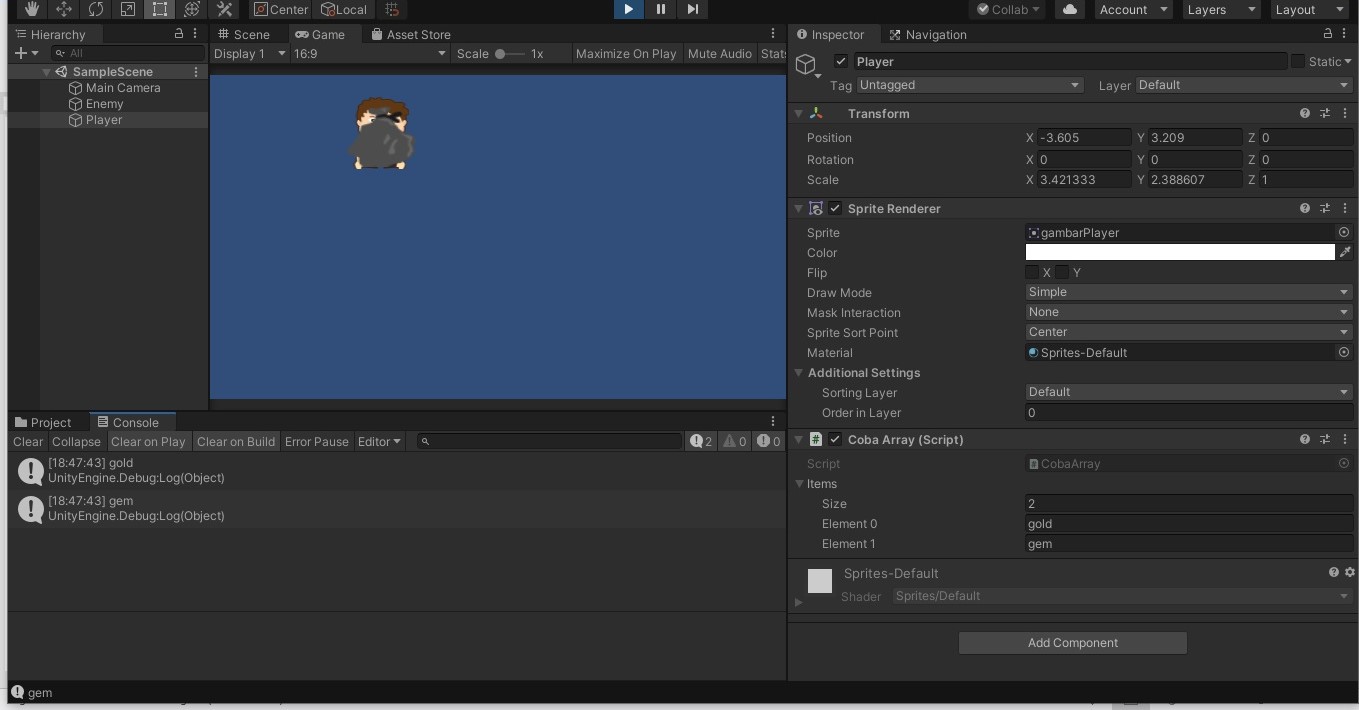 Center Local Collab Account Layers Layout
Hierarchy
All
SampleScene
Main Camera
Enemy
Player
Scene Game Asset Store
Display 1 16:9 Scale 1x Maximize On Play Mute Audio Stats
[18:47:43] gold
UnityEngine.Debug:Log(Object)
[18:47:43] gem
UnityEngine.Debug:Log(Object)
Project Console
Clear Collapse Clear on Play Clear on Build Error Pause Editor 2 0 0
gem
Inspector Navigation
Player Static
Tag Untagged Layer Default
Transform
Position X -3.605 Y 3.209 Z 0
Rotation X 0 Y 0 Z 0
Scale X 3.421333 Y 2.388607 Z 1
Sprite Renderer
Sprite gambarPlayer
Color
Flip X Y
Draw Mode Simple
Mask Interaction None
Sprite Sort Point Center
Material Sprites-Default
Additional Settings
Sorting Layer Default
Order in Layer 0
# Coba Array (Script)
Script # CobaArray
Items
Size 2
Element 0 gold
Element 1 gem
Sprites-Default
Shader Sprites/Default
Add Component